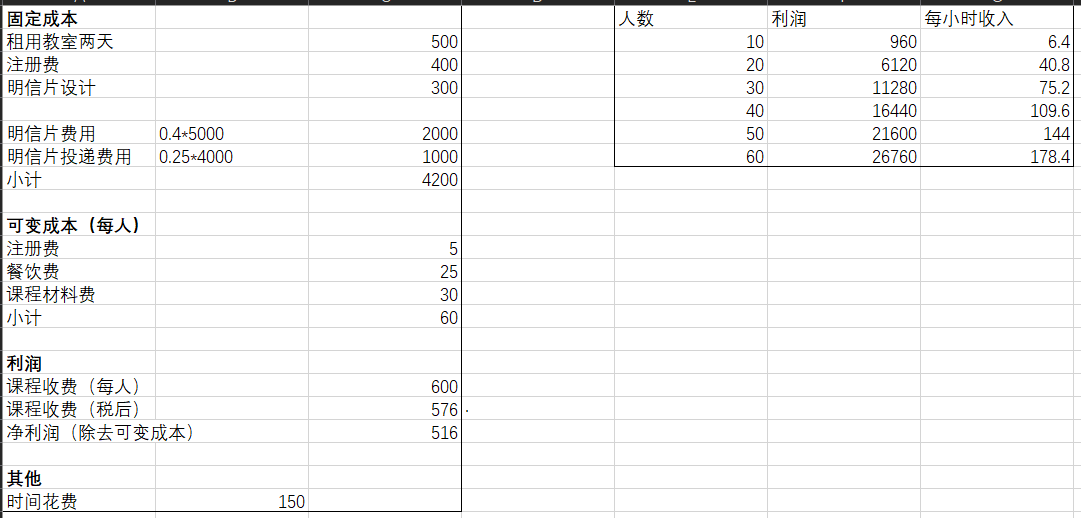 固定成本
租用教室两天 500
注册费 400
明信片设计 300
明信片费用 0.4*5000 2000
明信片投递费用 0.25*4000 1000
小计 4200
可变成本（每人）
注册费 5
餐饮费 25
课程材料费 30
小计 60
利润
课程收费（每人） 600
课程收费（税后） 576
净利润（除去可变成本） 516
其他
时间花费 150
人数 利润 每小时收入
10 960 6.4
20 6120 40.8
30 11280 75.2
40 16440 109.6
50 21600 144
60 26760 178.4